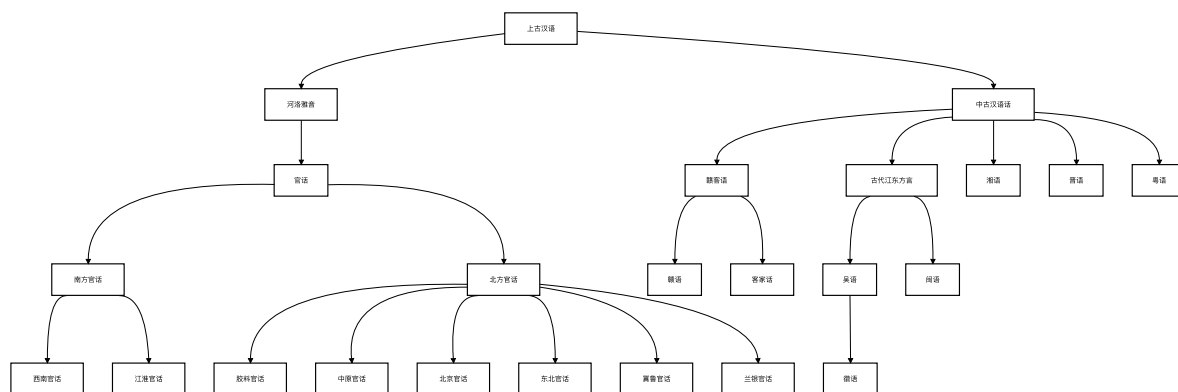 上古汉语
河洛雅音
中古汉语话
官话
赣客语
古代江东方言
湘语
晋语
粤语
南方官话
北方官话
赣语
客家话
吴语
闽语
西南官话
江淮官话
胶辽官话
中原官话
北京官话
东北官话
冀鲁官话
兰银官话
徽语